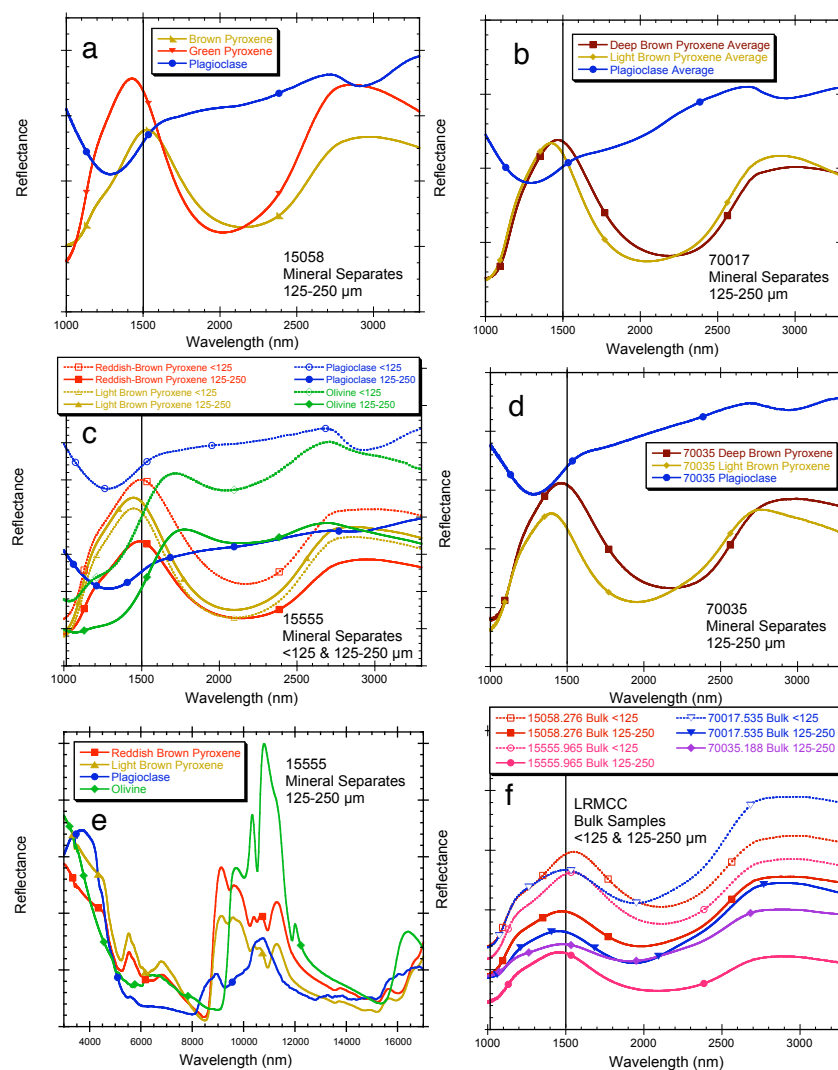 a
Brown Pyroxene
Green Pyroxene
Plagioclase
Reflectance
15058
Mineral Separates
125-250 µm
1000 1500 2000 2500 3000
Wavelength (nm)
b
Deep Brown Pyroxene Average
Light Brown Pyroxene Average
Plagioclase Average
Reflectance
70017
Mineral Separates
125-250 µm
1000 1500 2000 2500 3000
Wavelength (nm)
Reddish-Brown Pyroxene <125
Reddish-Brown Pyroxene 125-250
Light Brown Pyroxene <125
Light Brown Pyroxene 125-250
Plagioclase <125
Plagioclase 125-250
Olivine <125
Olivine 125-250
c
Reflectance
15555
Mineral Separates
<125 & 125-250 µm
1000 1500 2000 2500 3000
Wavelength (nm)
d
70035 Deep Brown Pyroxene
70035 Light Brown Pyroxene
70035 Plagioclase
Reflectance
70035
Mineral Separates
125-250 µm
1000 1500 2000 2500 3000
Wavelength (nm)
Reddish Brown Pyroxene
Light Brown Pyroxene
Plagioclase
Olivine
15555
Mineral Separates
125-250 µm
e
Reflectance
4000 6000 8000 10000 12000 14000 16000
Wavelength (nm)
15058.276 Bulk <125
15058.276 Bulk 125-250
15555.965 Bulk <125
15555.965 Bulk 125-250
70017.535 Bulk <125
70017.535 Bulk 125-250
70035.188 Bulk 125-250
f
LRMCC
Bulk Samples
<125 & 125-250 µm
Reflectance
1000 1500 2000 2500 3000
Wavelength (nm)